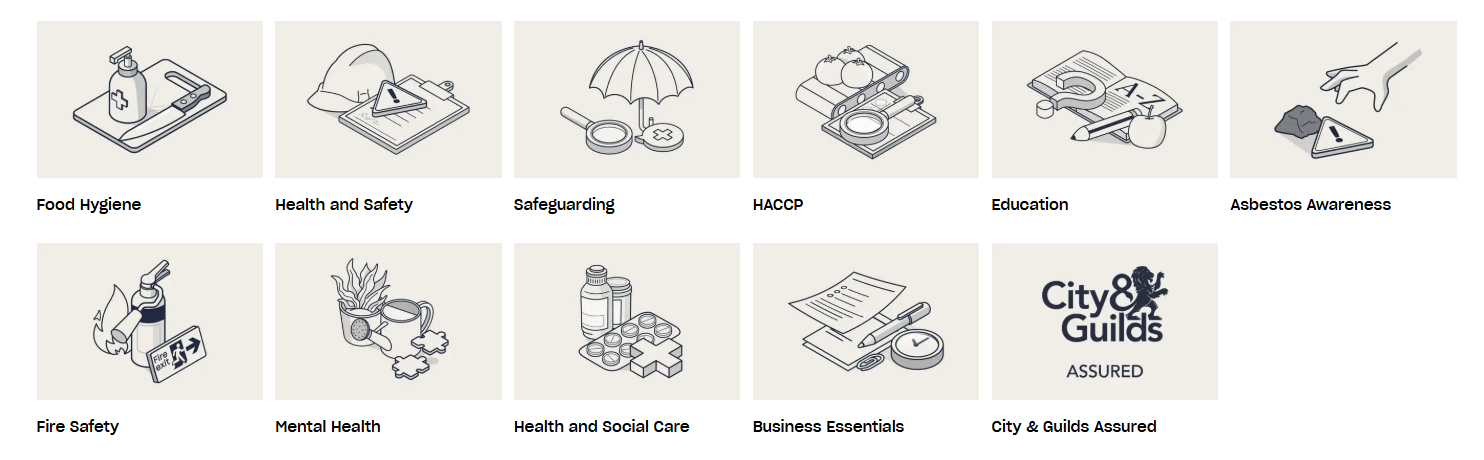 A-Z
Food Hygiene
Health and Safety
Safeguarding
HACCP
Education
Asbestos Awareness
Fire
exit
City&
Guilds
ASSURED
Fire Safety
Mental Health
Health and Social Care
Business Essentials
City & Guilds Assured